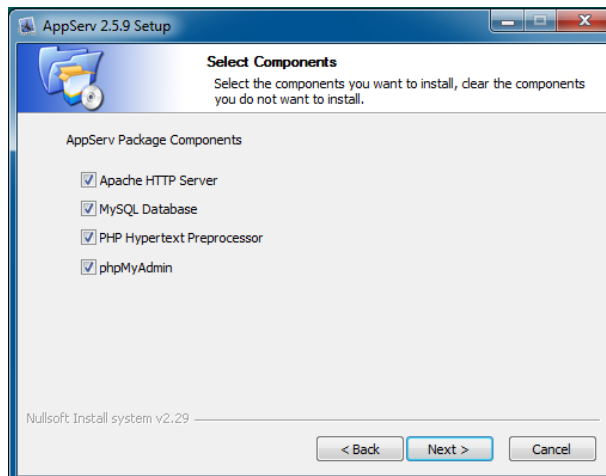 AppServ 2.5.9 Setup
Select Components
Select the components you want to install, clear the components
you do not want to install.
AppServ Package Components
Apache HTTP Server
MySQL Database
PHP Hypertext Preprocessor
phpMyAdmin
Nullsoft Install system v2.29
< Back
Next >
Cancel